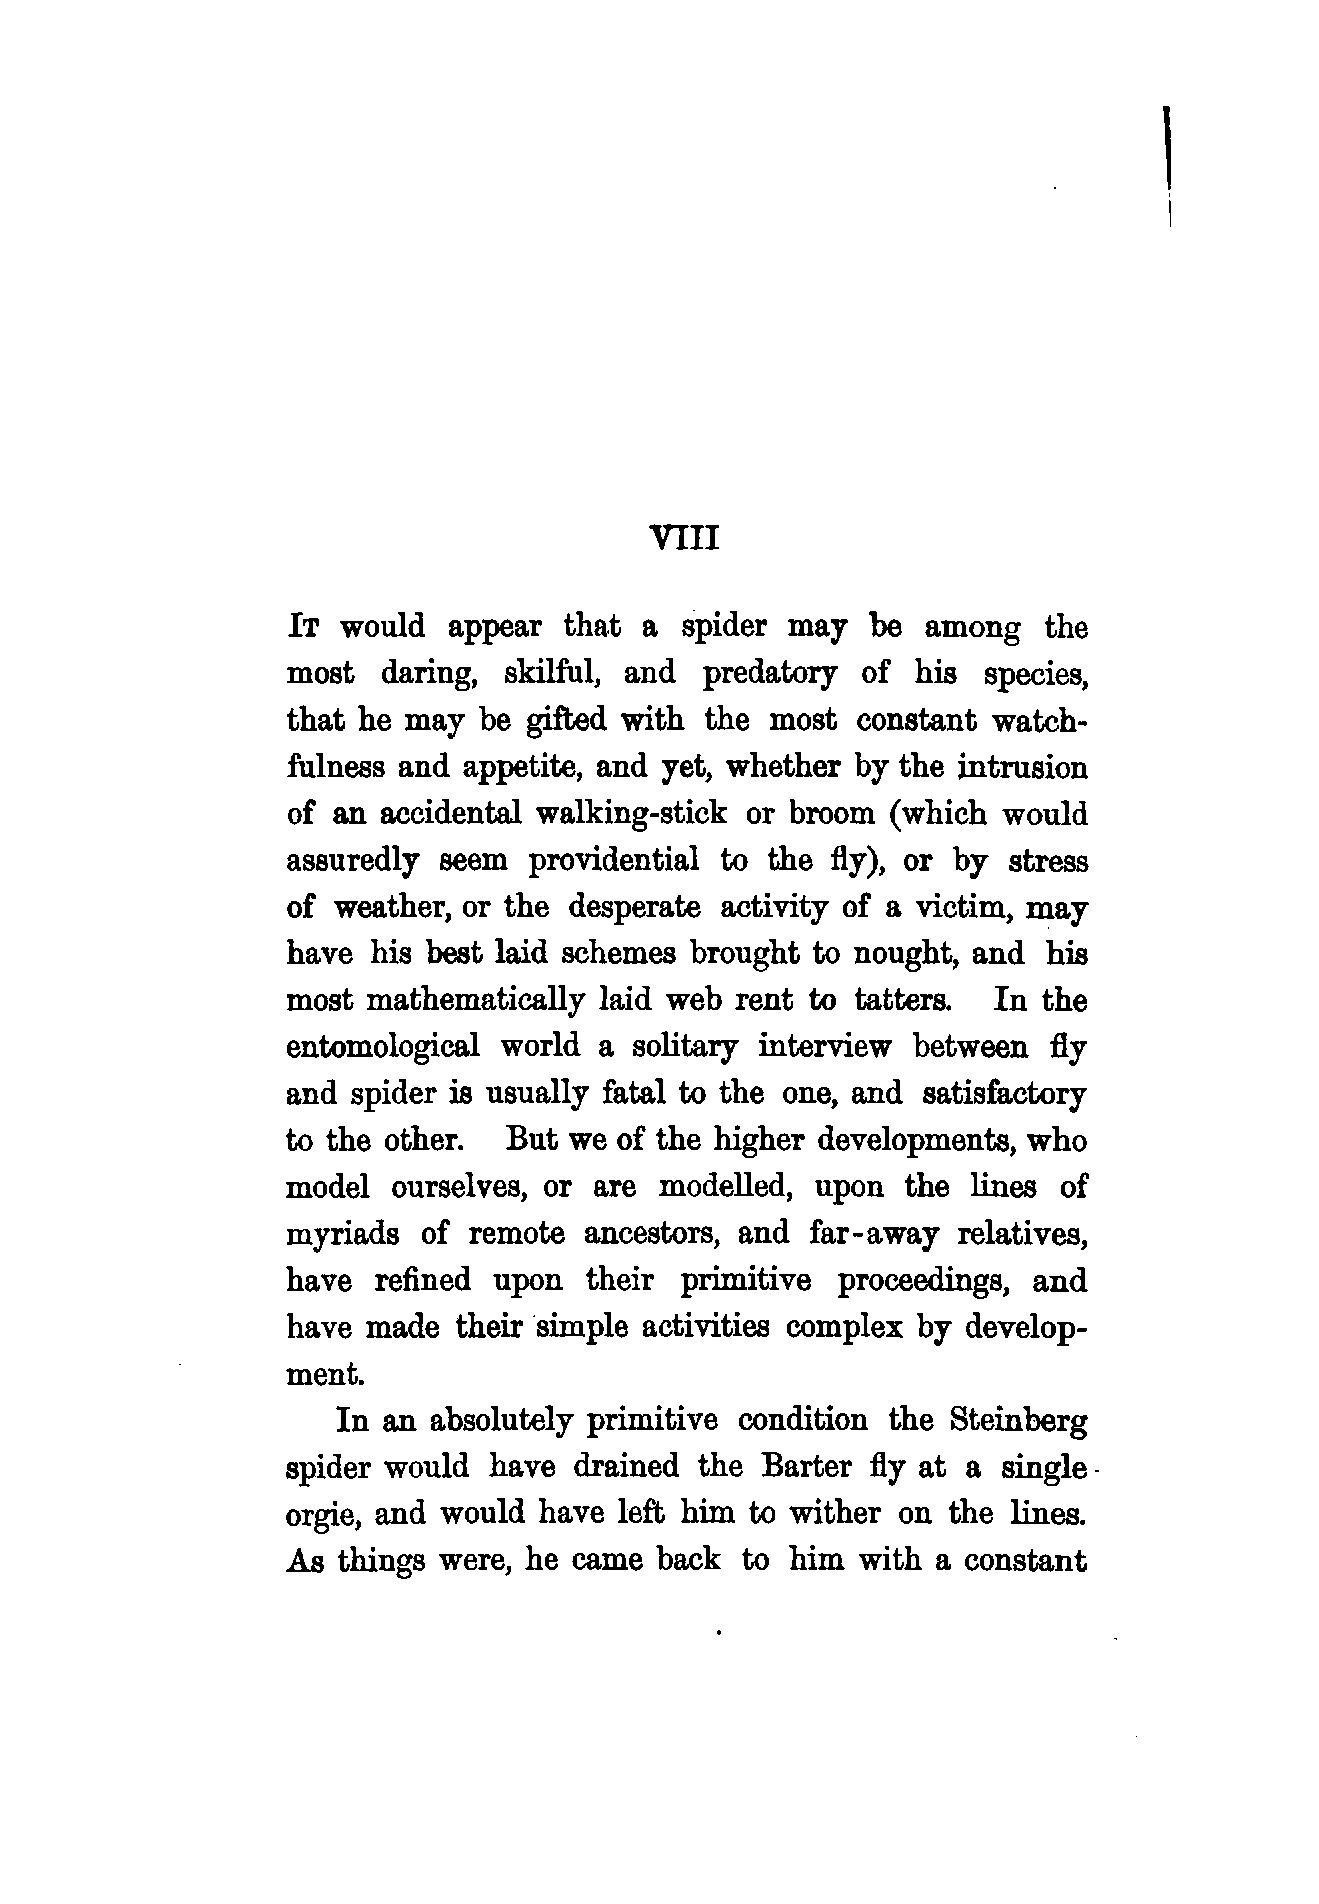 VIII
IT would appear that a spider may be among the
most daring, skilful, and predatory of his species,
that he may be gifted with the most constant watch-
fulness and appetite, and yet, whether by the intrusion
of an accidental walking-stick or broom (which would
assuredly seem providential to the fly), or by stress
of weather, or the desperate activity of a victim, may
have his best laid schemes brought to nought, and his
most mathematically laid web rent to tatters. In the
entomological world a solitary interview between fly
and spider is usually fatal to the one, and satisfactory
to the other. But we of the higher developments, who
model ourselves, or are modelled, upon the lines of
myriads of remote ancestors, and far-away relatives,
have refined upon their primitive proceedings, and
have made their simple activities complex by develop-
ment.
In an absolutely primitive condition the Steinberg
spider would have drained the Barter fly at a single
orgie, and would have left him to wither on the lines.
As things were, he came back to him with a constant